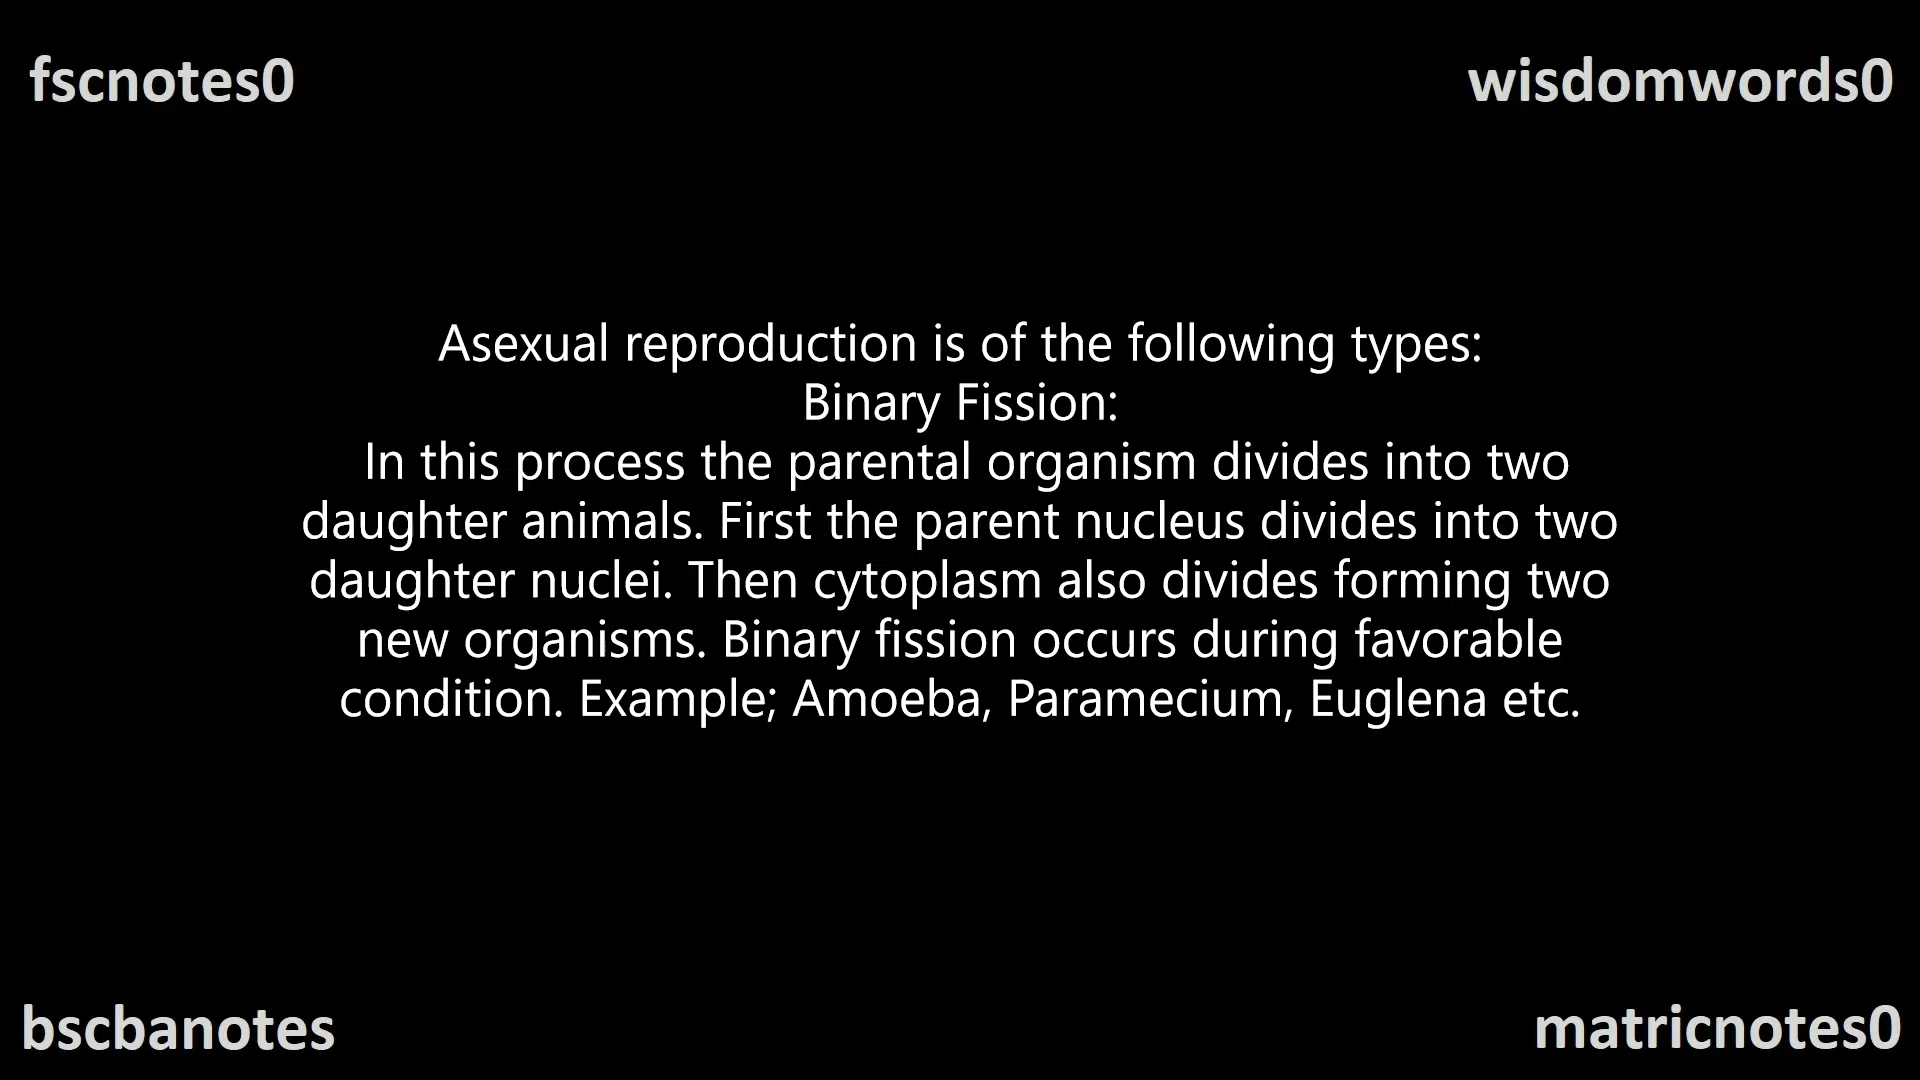 fscnotes0
wisdomwords0
Asexual reproduction is of the following types:
Binary Fission:
In this process the parental organism divides into two
daughter animals. First the parent nucleus divides into two
daughter nuclei. Then cytoplasm also divides forming two
new organisms. Binary fission occurs during favorable
condition. Example; Amoeba, Paramecium, Euglena etc.
bscbanotes
matricnotes0